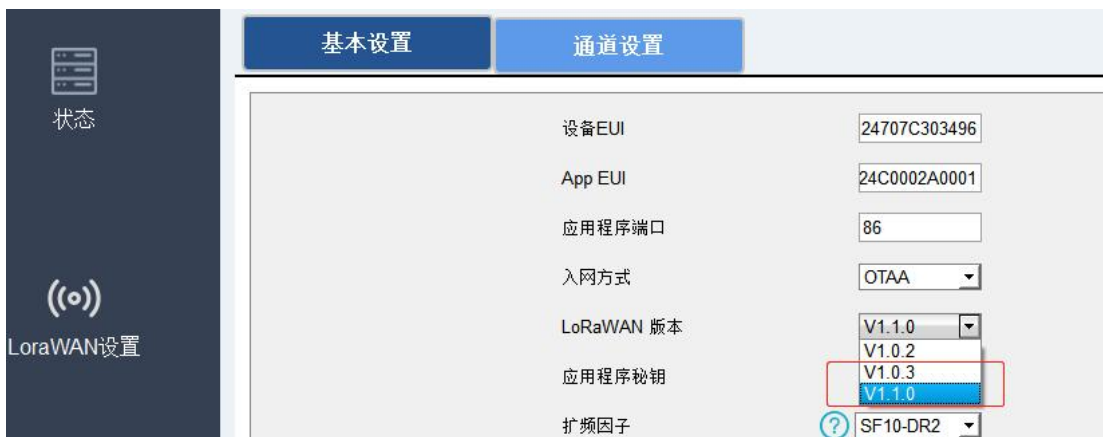 基本设置
通道设置
状态
设备EUI
24707C303496
App EUI
24C0002A0001
应用程序端口
86
入网方式
OTAA
LoraWAN设置
LoRaWAN 版本
V1.1.0
V1.0.2
V1.0.3
V1.1.0
应用程序秘钥
扩频因子
?
SF10-DR2